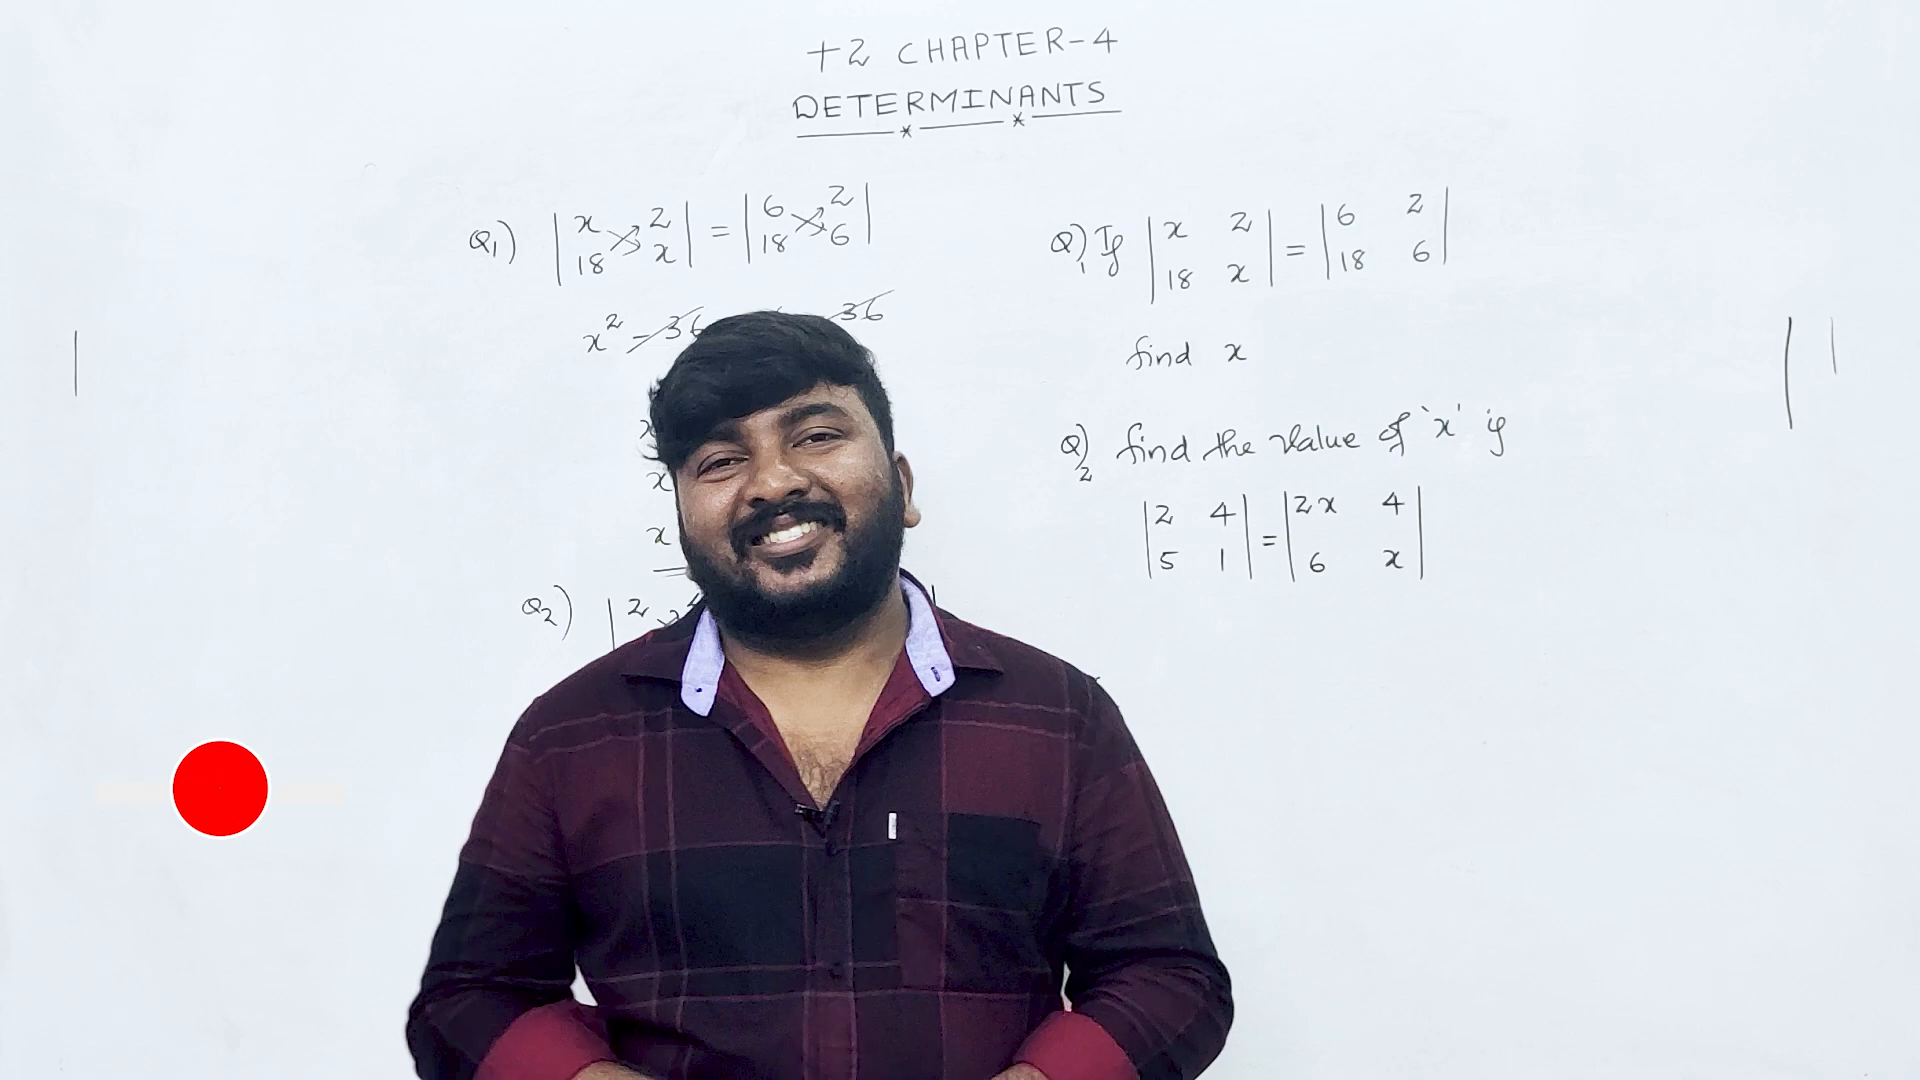 +2 CHAPTER-4
DETERMINANTS
Q1) | x 2 | = | 6 2 |
18 x 18 6
x² - 36 36
x
x
x
Q2) | 2
Q1) If | x 2 | = | 6 2 |
18 x 18 6
find x
Q2) find the value of 'x' if
| 2 4 | = | 2x 4 |
5 1 6 x